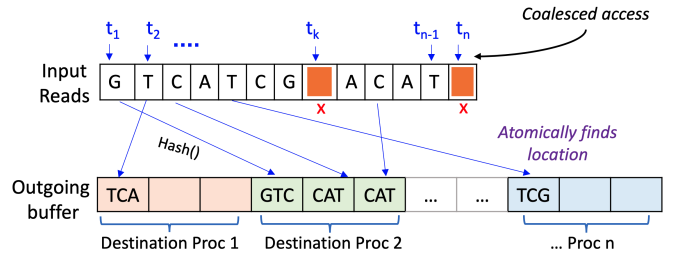 Coalesced access
t1 t2 .... tk tn-1 tn
Input Reads
G T C A T C G A C A T
x x
Hash()
Atomically finds location
Outgoing buffer
TCA GTC CAT CAT ... ... TCG
Destination Proc 1 Destination Proc 2 ... Proc n